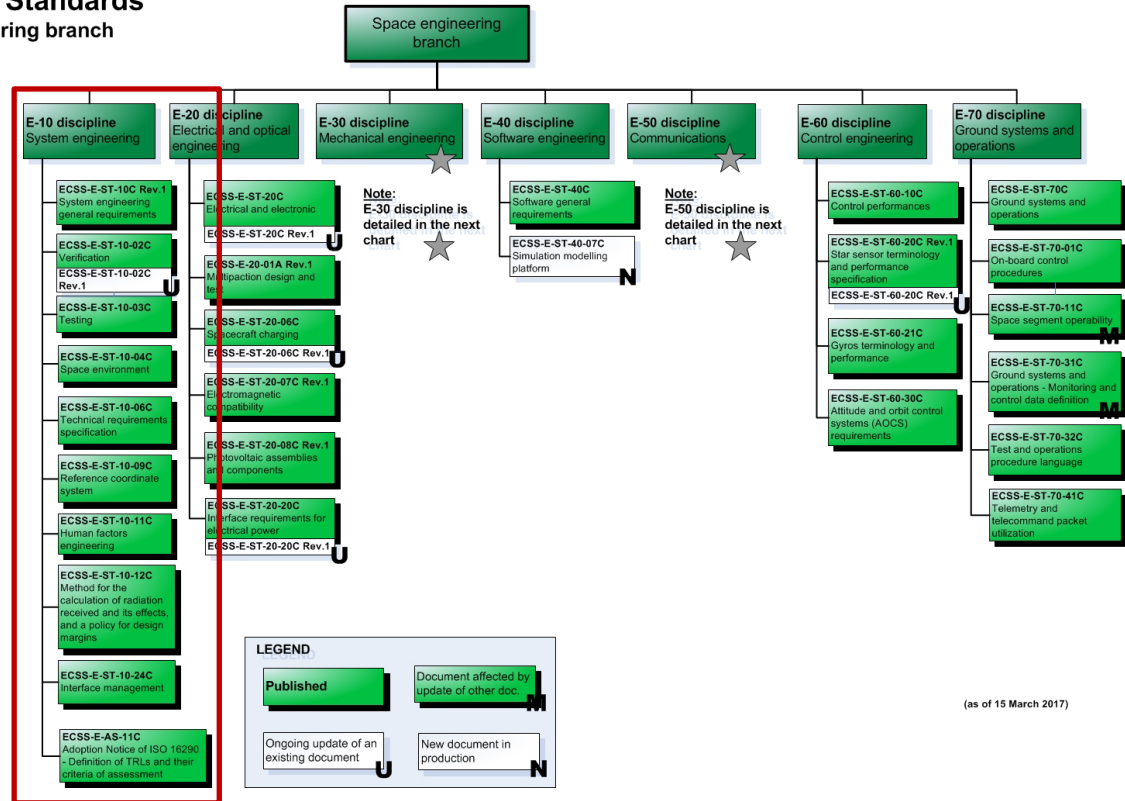 Standards
ring branch
Space engineering
branch
E-10 discipline
System engineering
E-20 discipline
Electrical and optical
engineering
E-30 discipline
Mechanical engineering
E-40 discipline
Software engineering
E-50 discipline
Communications
E-60 discipline
Control engineering
E-70 discipline
Ground systems and
operations
ECSS-E-ST-10C Rev.1
System engineering
general requirements
ECSS-E-ST-10-02C
Verification
ECSS-E-ST-10-02C
Rev.1
U
ECSS-E-ST-10-03C
Testing
ECSS-E-ST-10-04C
Space environment
ECSS-E-ST-10-06C
Technical requirements
specification
ECSS-E-ST-10-09C
Reference coordinate
system
ECSS-E-ST-10-11C
Human factors
engineering
ECSS-E-ST-10-12C
Method for the
calculation of radiation
received and its effects,
and a policy for design
margins
ECSS-E-ST-10-24C
Interface management
ECSS-E-AS-11C
Adoption Notice of ISO 16290
- Definition of TRLs and their
criteria of assessment
ECSS-E-ST-20C
Electrical and electronic
ECSS-E-ST-20C Rev.1
U
ECSS-E-20-01A Rev.1
Multipaction design and
test
ECSS-E-ST-20-06C
Spacecraft charging
ECSS-E-ST-20-06C Rev.1
U
ECSS-E-ST-20-07C Rev.1
Electromagnetic
compatibility
ECSS-E-ST-20-08C Rev.1
Photovoltaic assemblies
and components
ECSS-E-ST-20-20C
Interface requirements for
electrical power
ECSS-E-ST-20-20C Rev.1
U
Note:
E-30 discipline is
detailed in the next
chart
ECSS-E-ST-40C
Software general
requirements
ECSS-E-ST-40-07C
Simulation modelling
platform
N
Note:
E-50 discipline is
detailed in the next
chart
ECSS-E-ST-60-10C
Control performances
ECSS-E-ST-60-20C Rev.1
Star sensor terminology
and performance
specification
ECSS-E-ST-60-20C Rev.1
U
ECSS-E-ST-60-21C
Gyros terminology and
performance
ECSS-E-ST-60-30C
Attitude and orbit control
systems (AOCS)
requirements
ECSS-E-ST-70C
Ground systems and
operations
ECSS-E-ST-70-01C
On-board control
procedures
ECSS-E-ST-70-11C
Space segment operability
M
ECSS-E-ST-70-31C
Ground systems and
operations - Monitoring and
control data definition
M
ECSS-E-ST-70-32C
Test and operations
procedure language
ECSS-E-ST-70-41C
Telemetry and
telecommand packet
utilization
LEGEND
Published
Document affected by
update of other doc.
M
Ongoing update of an
existing document
U
New document in
production
N
(as of 15 March 2017)